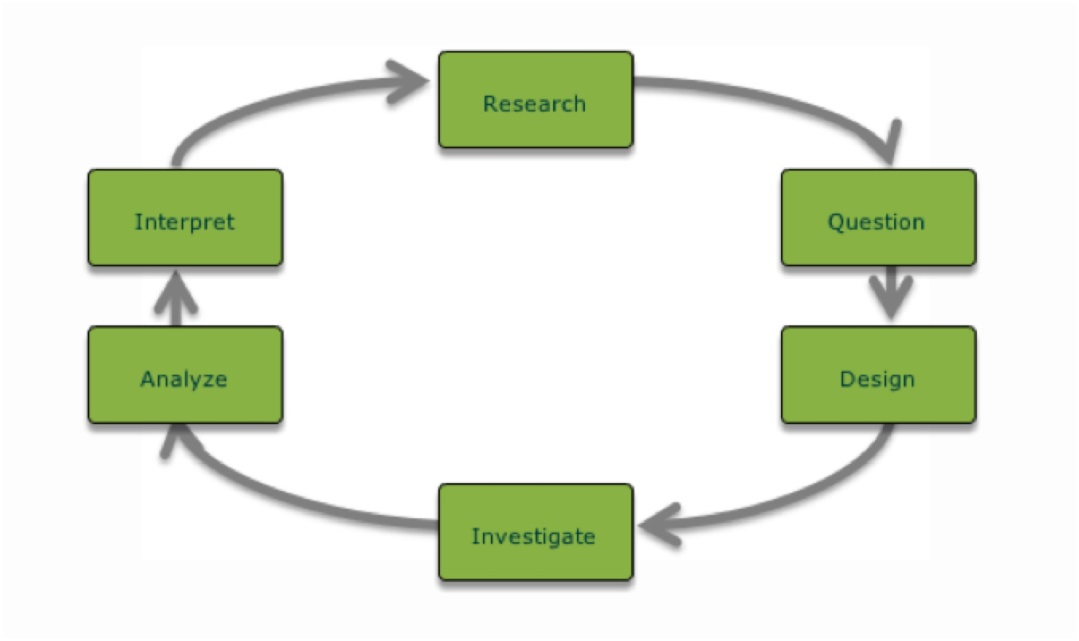 Research
Question
Design
Investigate
Analyze
Interpret